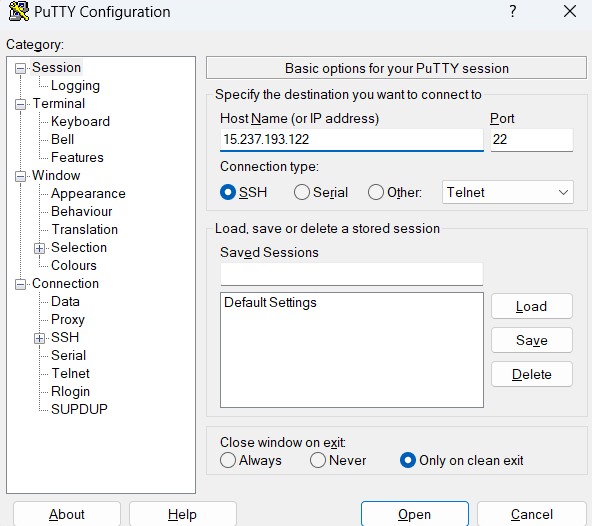 PuTTY Configuration ?
Category:
Session
Logging
Terminal
Keyboard
Bell
Features
Window
Appearance
Behaviour
Translation
Selection
Colours
Connection
Data
Proxy
SSH
Serial
Telnet
Rlogin
SUPDUP
Basic options for your PuTTY session
Specify the destination you want to connect to
Host Name (or IP address) Port
15.237.193.122 22
Connection type:
SSH Serial Other: Telnet
Load, save or delete a stored session
Saved Sessions
Default Settings
Load
Save
Delete
Close window on exit:
Always Never Only on clean exit
About Help Open Cancel